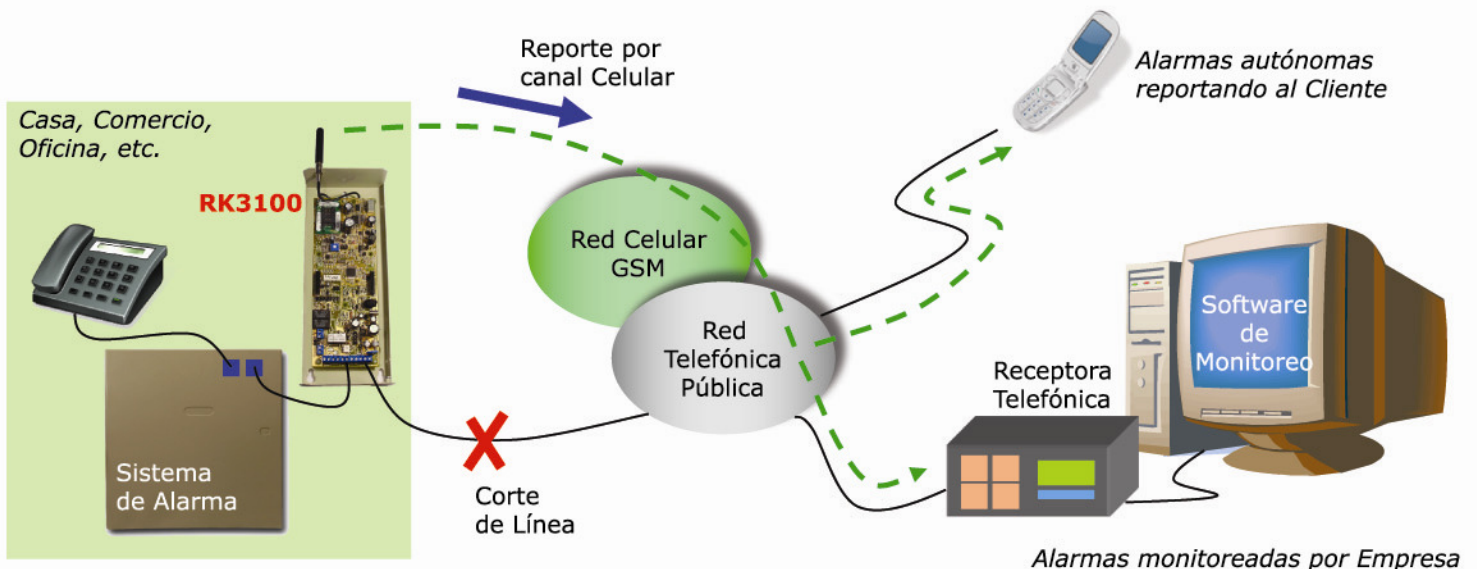 Reporte por
canal Celular
Alarmas autónomas
reportando al Cliente
Casa, Comercio,
Oficina, etc.
RK3100
Red Celular
GSM
Red
Telefónica
Pública
Software
de
Monitoreo
Receptora
Telefónica
Sistema
de Alarma
Corte
de Línea
Alarmas monitoreadas por Empresa